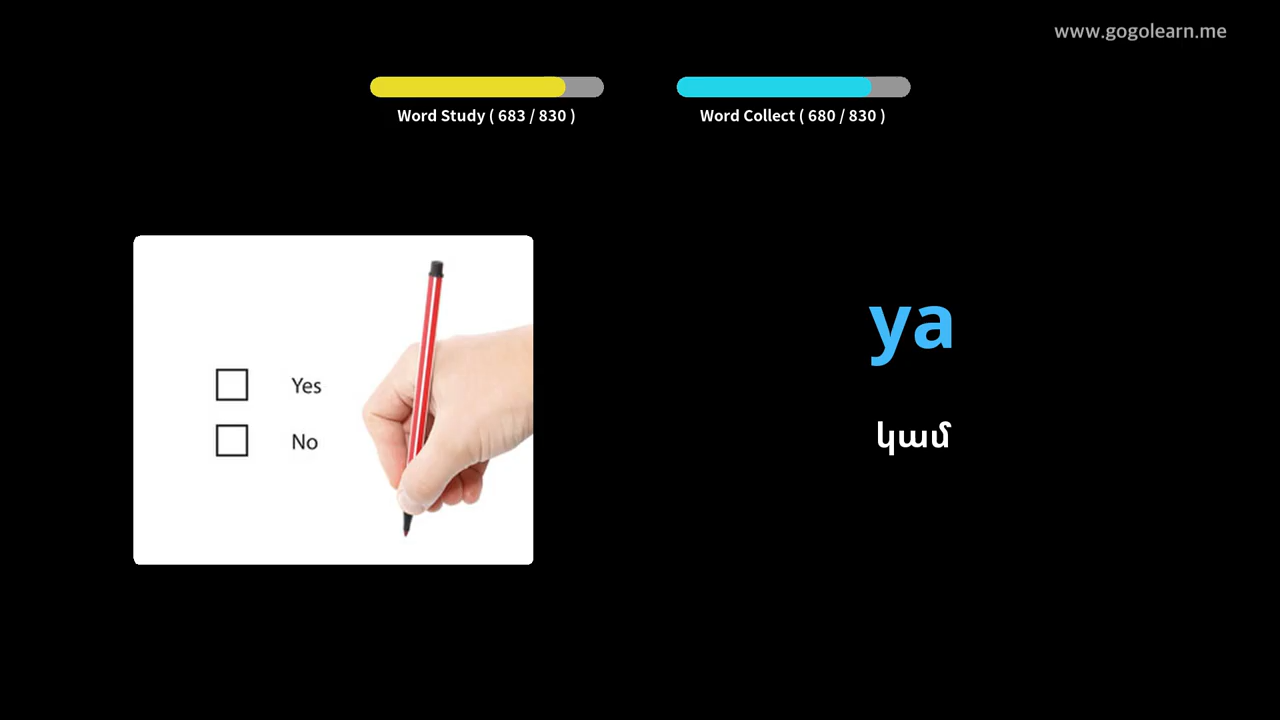 www.gogolearn.me
Word Study ( 683 / 830 )
Word Collect ( 680 / 830 )
Yes
No
ya
կամ